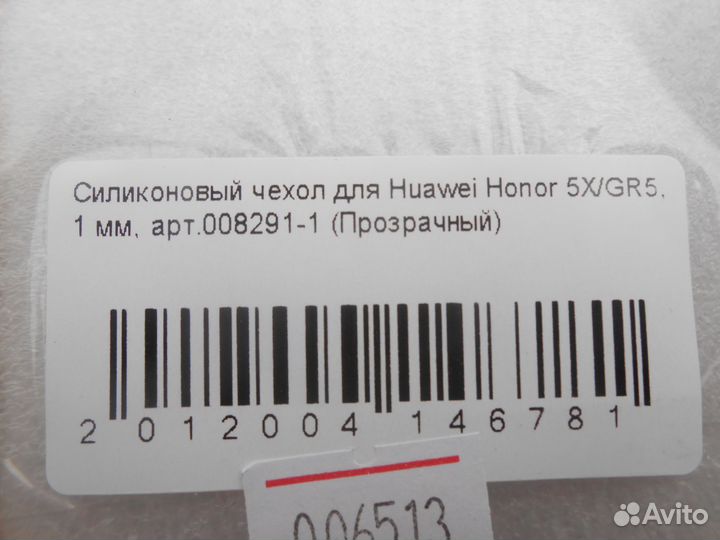 Силиконовый чехол для Huawei Honor 5X/GR5,
1 мм, арт.008291-1 (Прозрачный)
2 012004 146781
006513
Avito